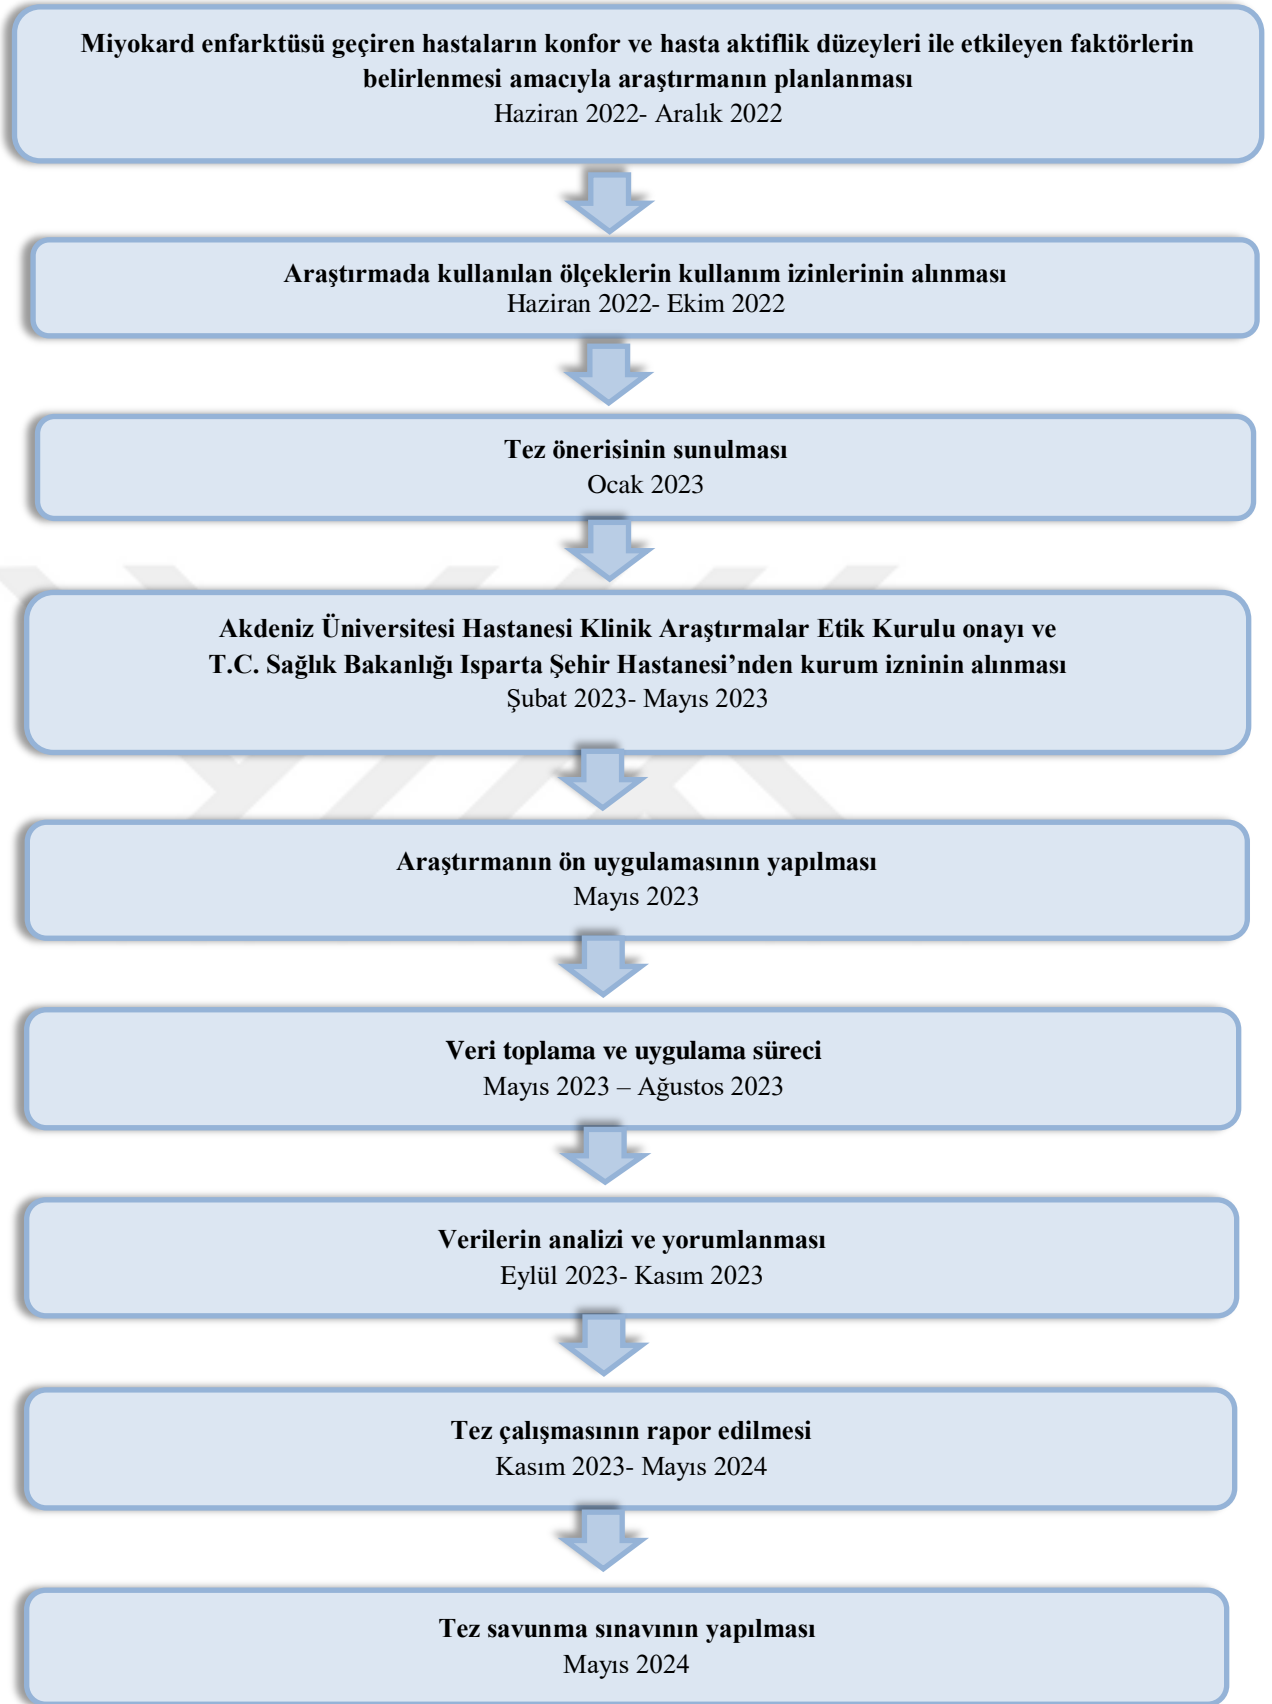 Miyokard enfarktüsü geçiren hastaların konfor ve hasta aktiflik düzeyleri ile etkileyen faktörlerin
belirlenmesi amacıyla araştırmanın planlanması
Haziran 2022- Aralık 2022
Araştırmada kullanılan ölçeklerin kullanım izinlerinin alınması
Haziran 2022- Ekim 2022
Tez önerisinin sunulması
Ocak 2023
Akdeniz Üniversitesi Hastanesi Klinik Araştırmalar Etik Kurulu onayı ve
T.C. Sağlık Bakanlığı Isparta Şehir Hastanesi’nden kurum izninin alınması
Şubat 2023- Mayıs 2023
Araştırmanın ön uygulamasının yapılması
Mayıs 2023
Veri toplama ve uygulama süreci
Mayıs 2023 – Ağustos 2023
Verilerin analizi ve yorumlanması
Eylül 2023- Kasım 2023
Tez çalışmasının rapor edilmesi
Kasım 2023- Mayıs 2024
Tez savunma sınavının yapılması
Mayıs 2024